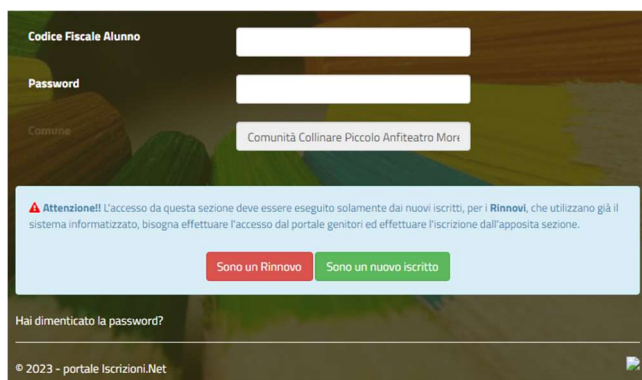 Codice Fiscale Alunno
Password
Comune
Comunità Collinare Piccolo Anfiteatro More
Attenzione!! L'accesso da questa sezione deve essere eseguito solamente dai nuovi iscritti, per i Rinnovi, che utilizzano già il
sistema informatizzato, bisogna effettuare l'accesso dal portale genitori ed effettuare l'iscrizione dall'apposita sezione.
Sono un Rinnovo
Sono un nuovo iscritto
Hai dimenticato la password?
© 2023 - portale Iscrizioni.Net